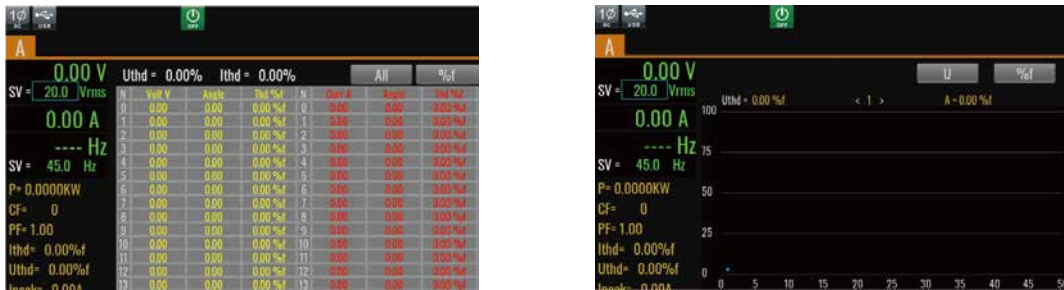 1Ø
AC
USB
OFF
A
0.00 V
SV = 20.0 Vrms
0.00 A
---- Hz
SV = 45.0 Hz
P= 0.0000KW
CF= 0
PF= 1.00
Ithd= 0.00%f
Uthd= 0.00%f
Ipeak= 0.00A
Uthd = 0.00% Ithd = 0.00% All %f
N Volt V Angle Thd %f N Curr A Angle Thd %f
0 0.00 0.00 0.00 %f 0 0.00 0.00 0.00 %f
1 0.00 0.00 0.00 %f 1 0.00 0.00 0.00 %f
2 0.00 0.00 0.00 %f 2 0.00 0.00 0.00 %f
3 0.00 0.00 0.00 %f 3 0.00 0.00 0.00 %f
4 0.00 0.00 0.00 %f 4 0.00 0.00 0.00 %f
5 0.00 0.00 0.00 %f 5 0.00 0.00 0.00 %f
6 0.00 0.00 0.00 %f 6 0.00 0.00 0.00 %f
7 0.00 0.00 0.00 %f 7 0.00 0.00 0.00 %f
8 0.00 0.00 0.00 %f 8 0.00 0.00 0.00 %f
9 0.00 0.00 0.00 %f 9 0.00 0.00 0.00 %f
10 0.00 0.00 0.00 %f 10 0.00 0.00 0.00 %f
11 0.00 0.00 0.00 %f 11 0.00 0.00 0.00 %f
12 0.00 0.00 0.00 %f 12 0.00 0.00 0.00 %f
13 0.00 0.00 0.00 %f 13 0.00 0.00 0.00 %f
1Ø
AC
USB
OFF
A
0.00 V
SV = 20.0 Vrms
0.00 A
---- Hz
SV = 45.0 Hz
P= 0.0000KW
CF= 0
PF= 1.00
Ithd= 0.00%f
Uthd= 0.00%f
U %f
Uthd = 0.00 %f < 1 > A = 0.00 %f
100
75
50
25
0
0 5 10 15 20 25 30 35 40 45